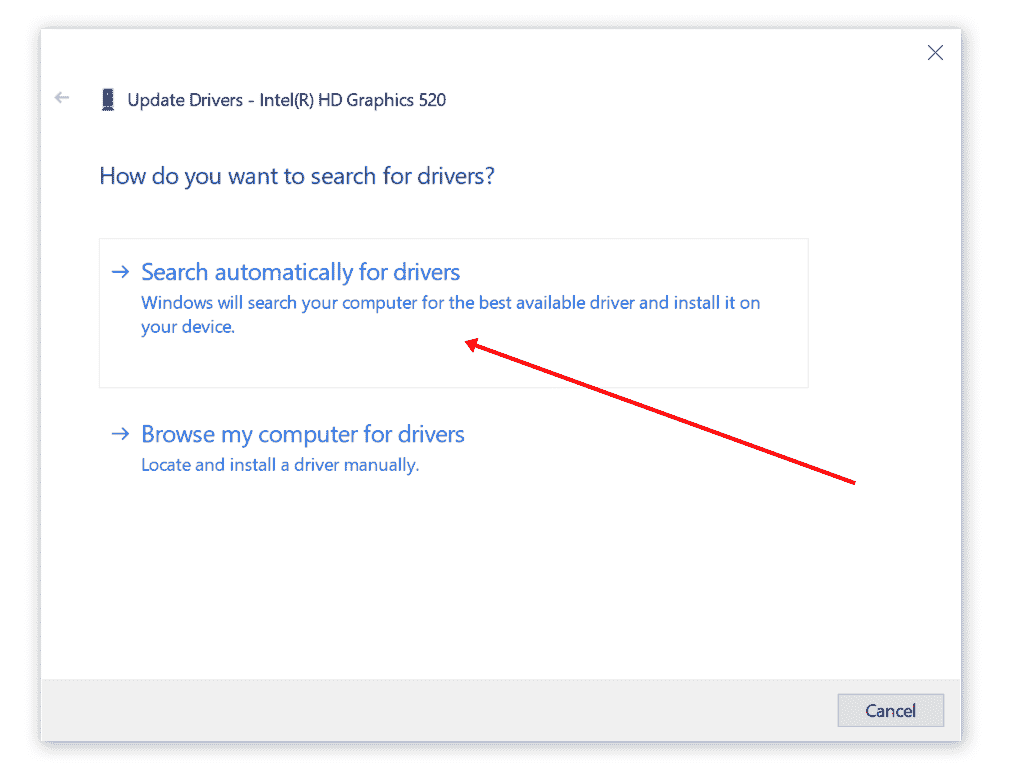 Update Drivers - Intel(R) HD Graphics 520
How do you want to search for drivers?
Search automatically for drivers
Windows will search your computer for the best available driver and install it on
your device.
Browse my computer for drivers
Locate and install a driver manually.
Cancel